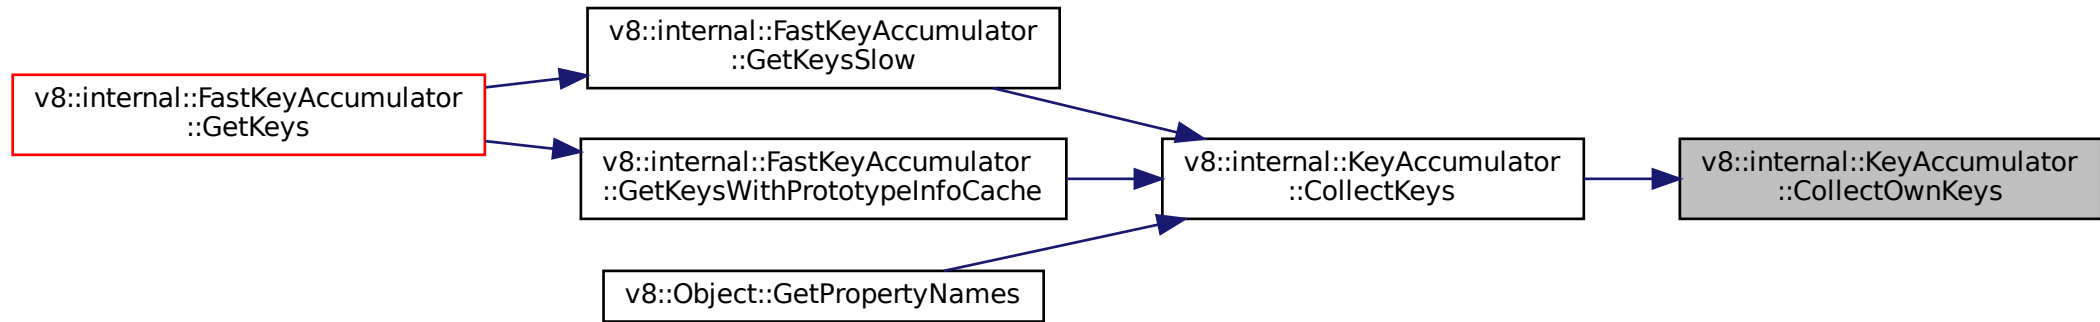 v8::internal::FastKeyAccumulator
::GetKeysSlow
v8::internal::FastKeyAccumulator
::GetKeys
v8::internal::FastKeyAccumulator
::GetKeysWithPrototypeInfoCache
v8::internal::KeyAccumulator
::CollectKeys
v8::internal::KeyAccumulator
::CollectOwnKeys
v8::Object::GetPropertyNames